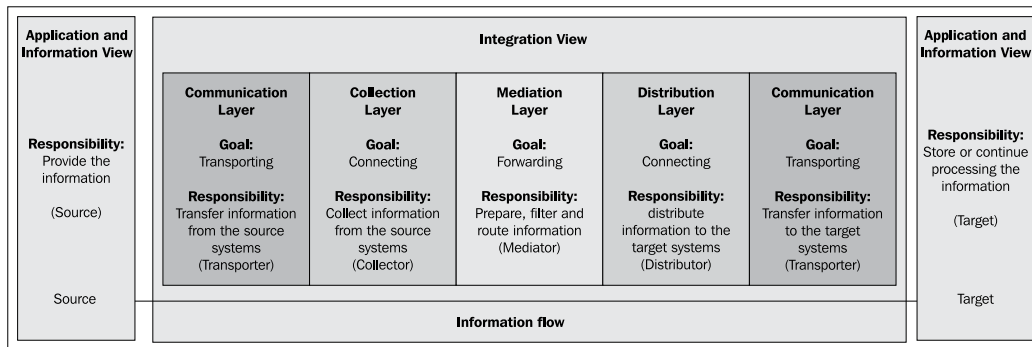 Application and
Information View
Responsibility:
Provide the
information
(Source)
Source
Integration View
Communication
Layer
Goal:
Transporting
Responsibility:
Transfer information
from the source
systems
(Transporter)
Collection
Layer
Goal:
Connecting
Responsibility:
Collect information
from the source
systems
(Collector)
Mediation
Layer
Goal:
Forwarding
Responsibility:
Prepare, filter and
route information
(Mediator)
Distribution
Layer
Goal:
Connecting
Responsibility:
distribute
information to the
target systems
(Distributor)
Communication
Layer
Goal:
Transporting
Responsibility:
Transfer information
to the target
systems
(Transporter)
Information flow
Application and
Information View
Responsibility:
Store or continue
processing the
information
(Target)
Target